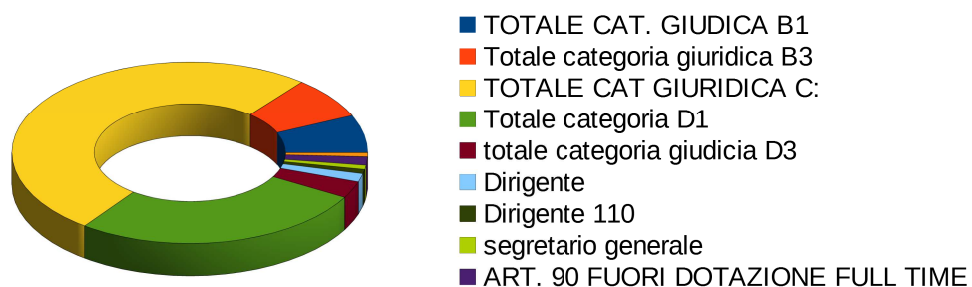 TOTALE CAT. GIUDICA B1
Totale categoria giuridica B3
TOTALE CAT GIURIDICA C:
Totale categoria D1
totale categoria giudicia D3
Dirigente
Dirigente 110
segretario generale
ART. 90 FUORI DOTAZIONE FULL TIME